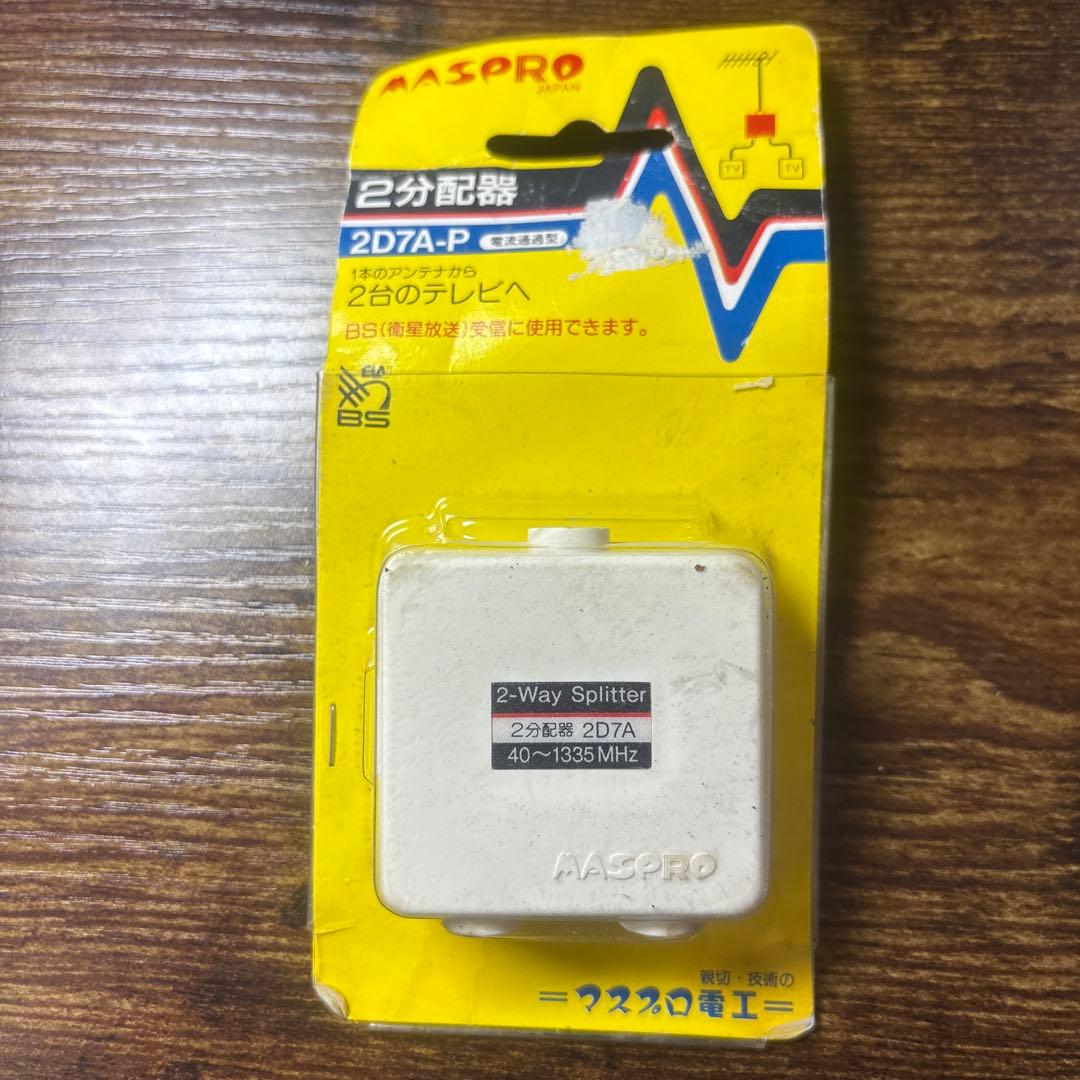 MASPRO
JAPAN
TV TV
2分配器
2D7A-P 電流通過型
1本のアンテナから
2台のテレビへ
BS(衛星放送)受信に使用できます。
EIA
BS
2-Way Splitter
2分配器 2D7A
40〜1335MHz
MASPRO
親切・技術の
=マスプロ電工=